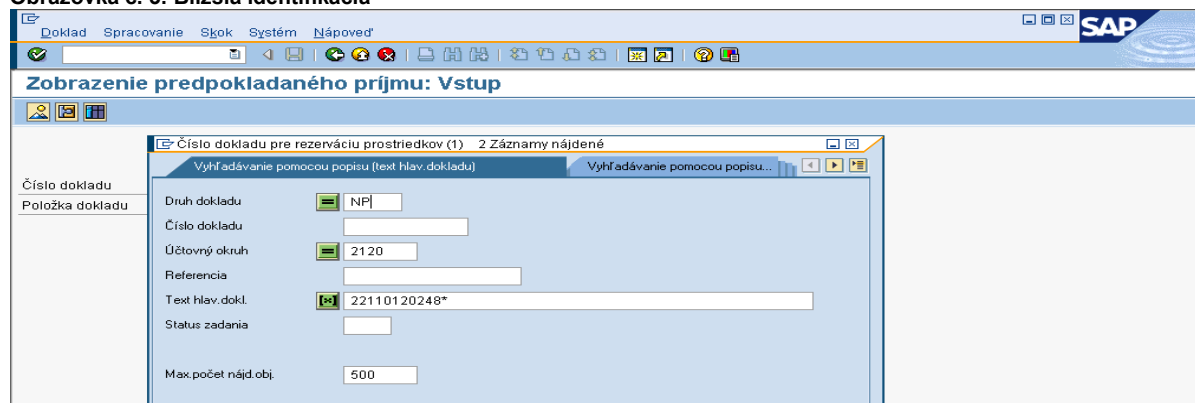 Obrazovka č. 3: Bližšia identifikácia
Doklad Spracovanie Skok Systém Nápoveď
SAP
Zobrazenie predpokladaného príjmu: Vstup
Číslo dokladu pre rezerváciu prostriedkov (1) 2 Záznamy nájdené
Vyhľadávanie pomocou popisu (text hlav.dokladu) Vyhľadávanie pomocou popisu...
Číslo dokladu
Položka dokladu
Druh dokladu NP
Číslo dokladu
Účtovný okruh 2120
Referencia
Text hlav.dokl. 22110120248*
Status zadania
Max.počet nájd.obj. 500